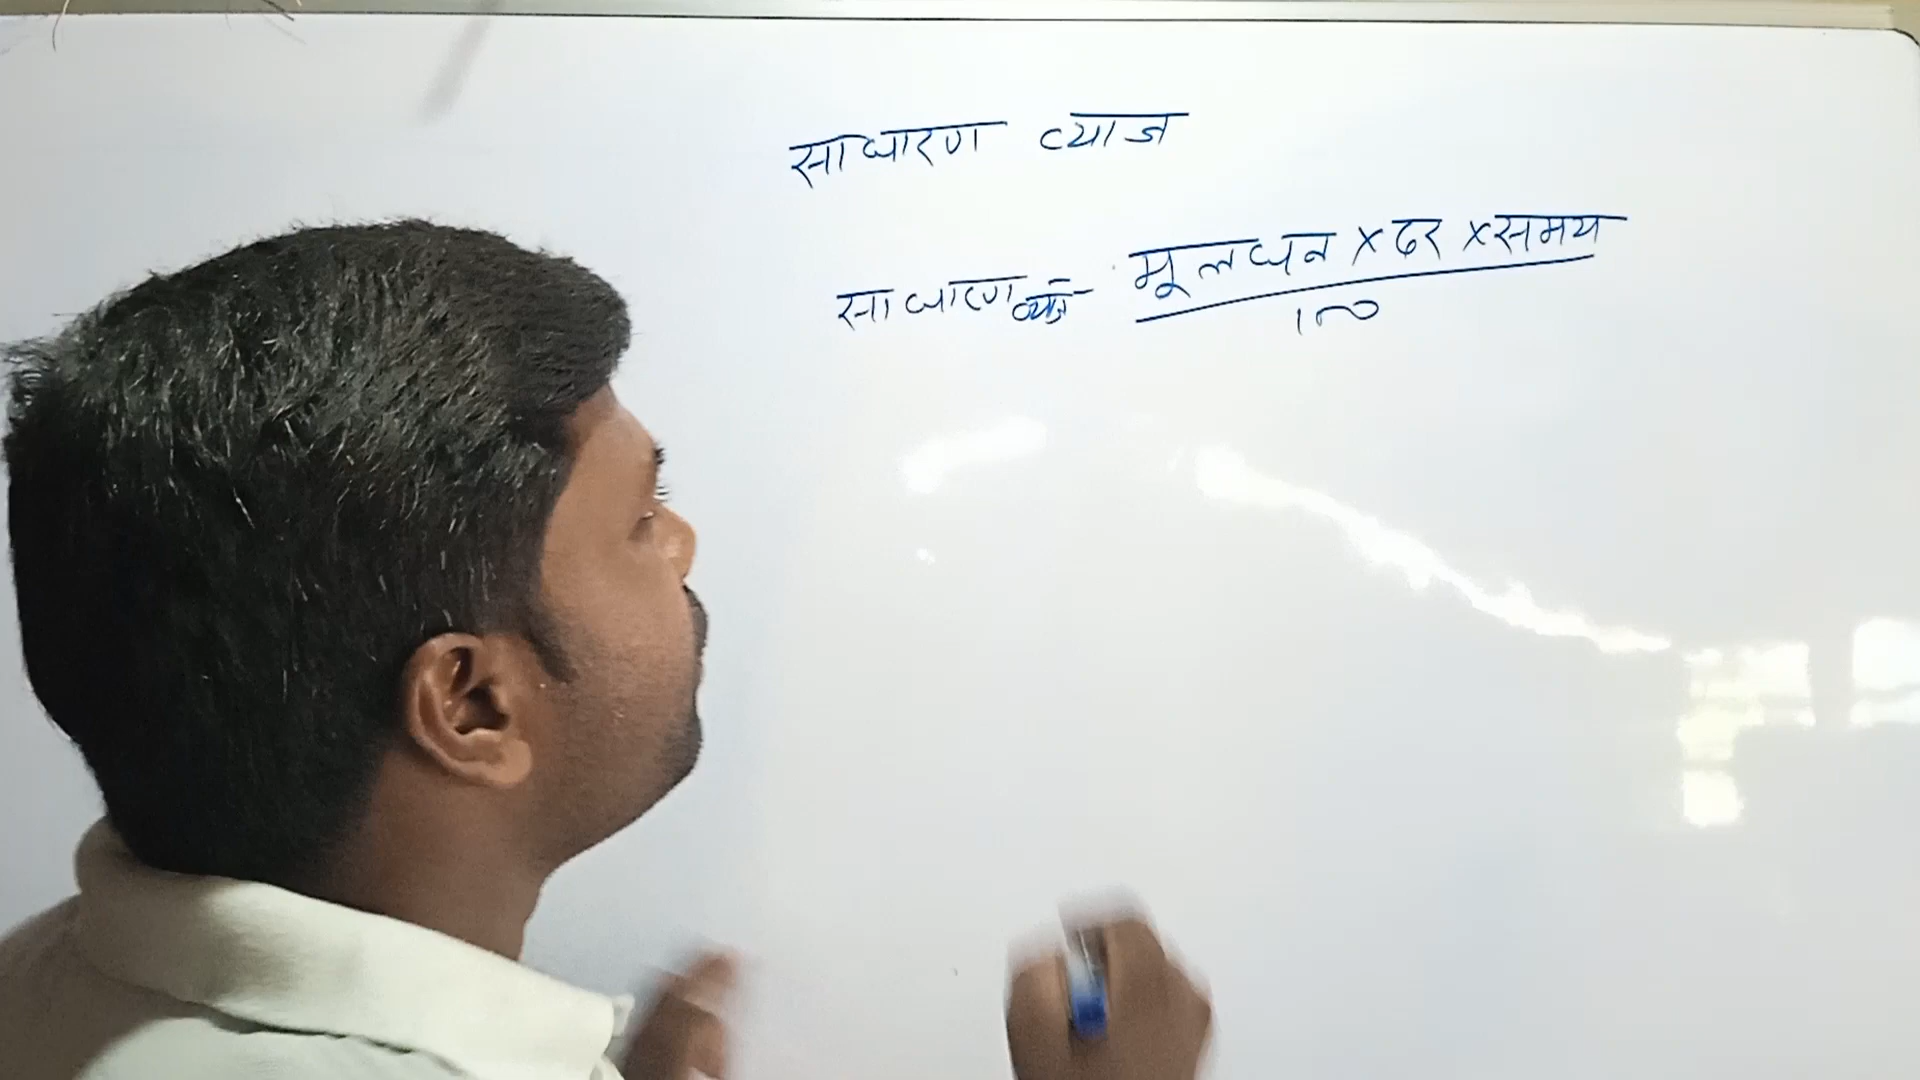 साधारण ब्याज
साधारण ब्याज = मूलधन × दर × समय
100